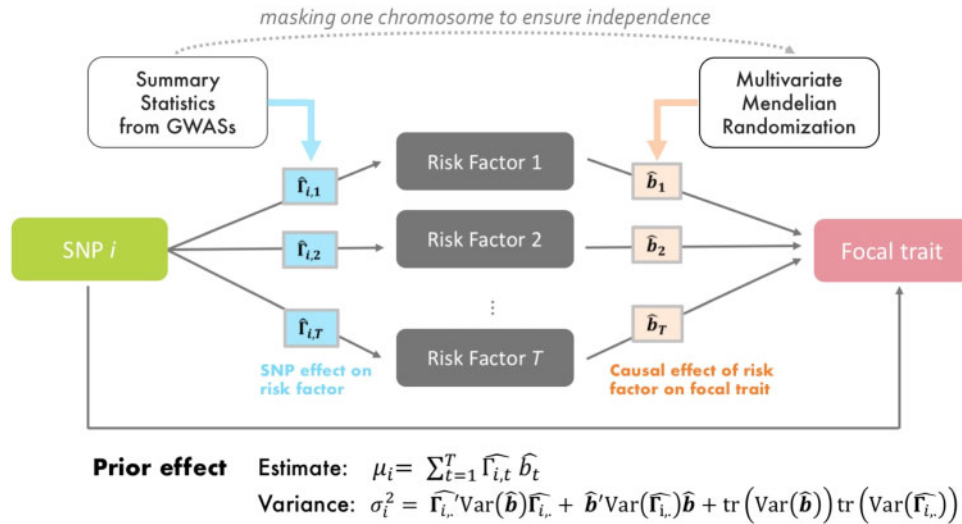 masking one chromosome to ensure independence
Summary
Statistics
from GWASs
Multivariate
Mendelian
Randomization
Risk Factor 1
Γ̂i,1
b̂1
SNP i
Γ̂i,2
Risk Factor 2
b̂2
Focal trait
⋮
Γ̂i,T
Risk Factor T
b̂T
SNP effect on
risk factor
Causal effect of risk
factor on focal trait
Prior effect Estimate: μi= ∑t=1^T Γ̂i,t b̂t
Variance: σi² = Γ̂i,.′Var(b̂)Γ̂i,. + b̂′Var(Γ̂i,.)b̂ + tr(Var(b̂))tr(Var(Γ̂i,.))